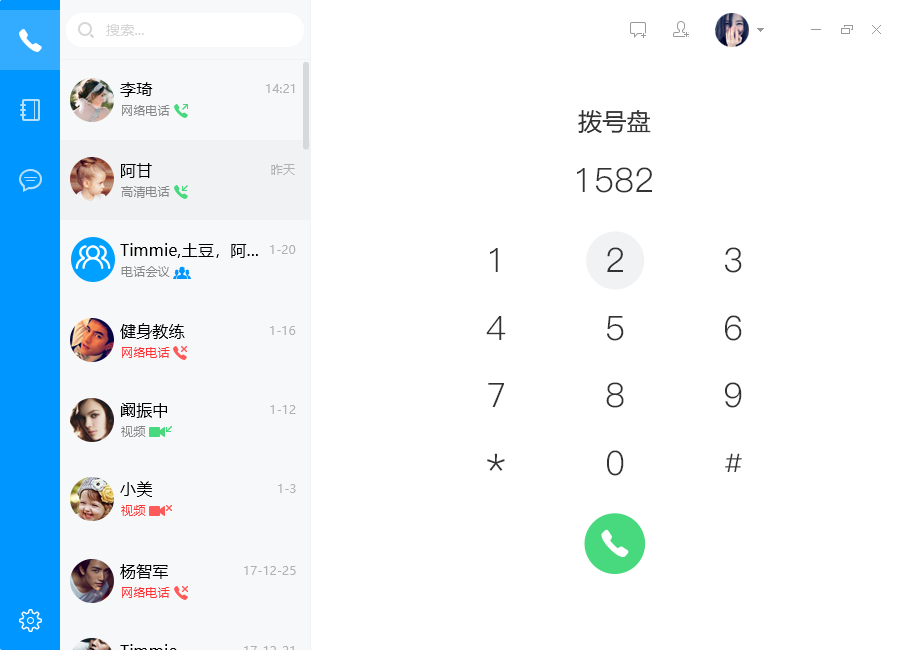 搜索...
李琦 14:21
网络电话
阿甘 昨天
高清电话
Timmie,土豆，阿... 1-20
电话会议
健身教练 1-16
网络电话
阚振中 1-12
视频
小美 1-3
视频
杨智军 17-12-25
网络电话
Timmie 17-12-21
拨号盘
1582
1 2 3
4 5 6
7 8 9
* 0 #